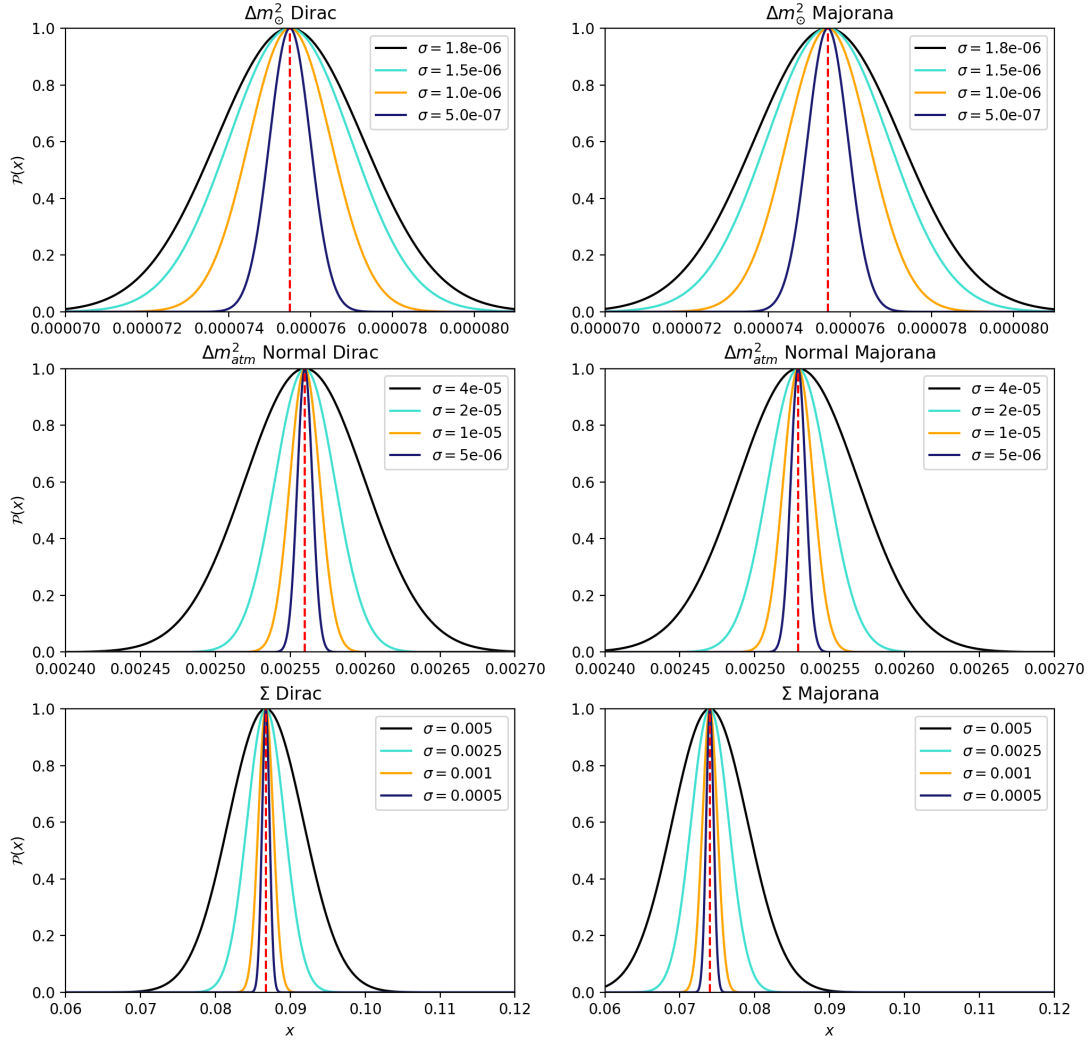 Δm²⊙ Dirac
1.0
0.8
0.6
0.4
0.2
0.0
𝒫(x)
σ = 1.8e-06
σ = 1.5e-06
σ = 1.0e-06
σ = 5.0e-07
0.000070 0.000072 0.000074 0.000076 0.000078 0.000080
Δm²⊙ Majorana
1.0
0.8
0.6
0.4
0.2
0.0
σ = 1.8e-06
σ = 1.5e-06
σ = 1.0e-06
σ = 5.0e-07
0.000070 0.000072 0.000074 0.000076 0.000078 0.000080
Δm²atm Normal Dirac
1.0
0.8
0.6
0.4
0.2
0.0
𝒫(x)
σ = 4e-05
σ = 2e-05
σ = 1e-05
σ = 5e-06
0.00240 0.00245 0.00250 0.00255 0.00260 0.00265 0.00270
Δm²atm Normal Majorana
1.0
0.8
0.6
0.4
0.2
0.0
σ = 4e-05
σ = 2e-05
σ = 1e-05
σ = 5e-06
0.00240 0.00245 0.00250 0.00255 0.00260 0.00265 0.00270
Σ Dirac
1.0
0.8
0.6
0.4
0.2
0.0
𝒫(x)
σ = 0.005
σ = 0.0025
σ = 0.001
σ = 0.0005
0.06 0.07 0.08 0.09 0.10 0.11 0.12
x
Σ Majorana
1.0
0.8
0.6
0.4
0.2
0.0
σ = 0.005
σ = 0.0025
σ = 0.001
σ = 0.0005
0.06 0.07 0.08 0.09 0.10 0.11 0.12
x